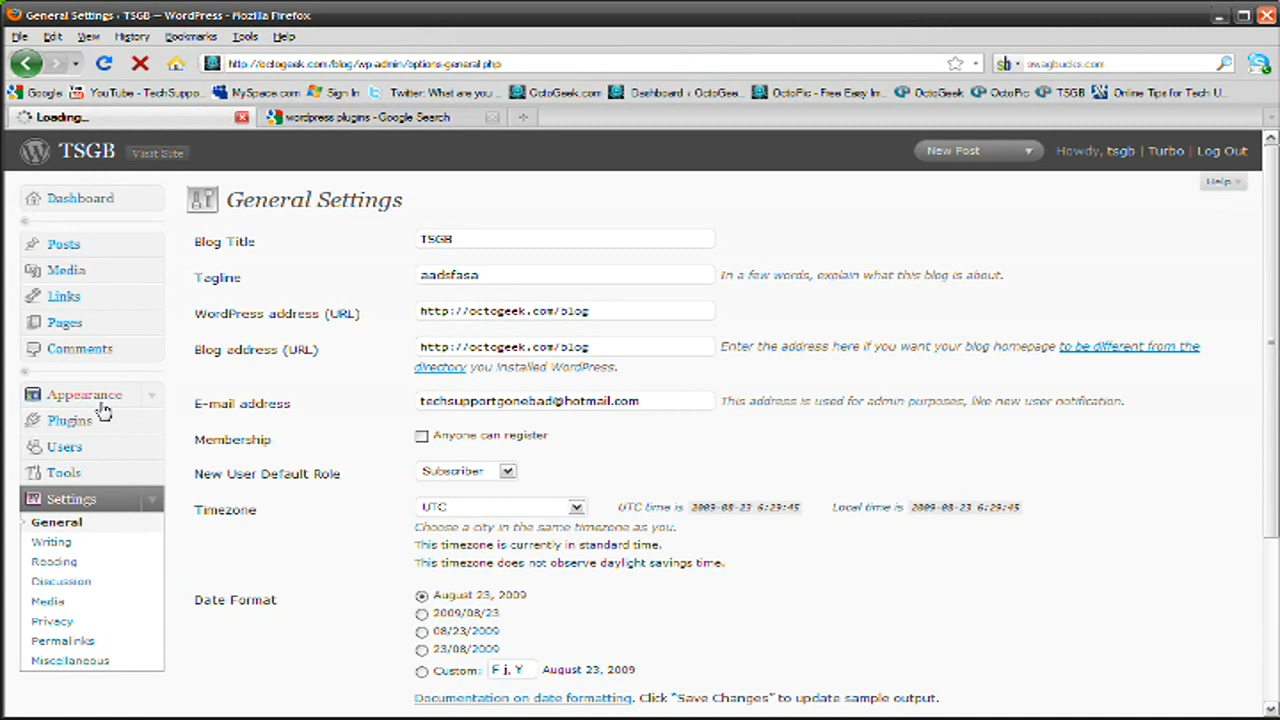 General Settings ‹ TSGB — WordPress - Mozilla Firefox
File Edit View History Bookmarks Tools Help
http://octogeek.com/blog/wp-admin/options-general.php
swagbucks.com
Google YouTube - TechSuppo... MySpace.com Sign In Twitter: What are you ... OctoGeek.com Dashboard ‹ OctoGee... OctoPic - Free Easy Im... OctoGeek OctoPic TSGB Online Tips for Tech U...
Loading... wordpress plugins - Google Search
TSGB Visit Site New Post Howdy, tsgb | Turbo | Log Out
Help
Dashboard
Posts
Media
Links
Pages
Comments
Appearance
Plugins
Users
Tools
Settings
General
Writing
Reading
Discussion
Media
Privacy
Permalinks
Miscellaneous
General Settings
Blog Title TSGB
Tagline aadsfasa In a few words, explain what this blog is about.
WordPress address (URL) http://octogeek.com/blog
Blog address (URL) http://octogeek.com/blog Enter the address here if you want your blog homepage to be different from the
directory you installed WordPress.
E-mail address techsupportgonebad@hotmail.com This address is used for admin purposes, like new user notification.
Membership Anyone can register
New User Default Role Subscriber
Timezone UTC UTC time is 2009-08-23 6:29:45 Local time is 2009-08-23 6:29:45
Choose a city in the same timezone as you.
This timezone is currently in standard time.
This timezone does not observe daylight savings time.
Date Format August 23, 2009
2009/08/23
08/23/2009
23/08/2009
Custom: F j, Y August 23, 2009
Documentation on date formatting. Click "Save Changes" to update sample output.